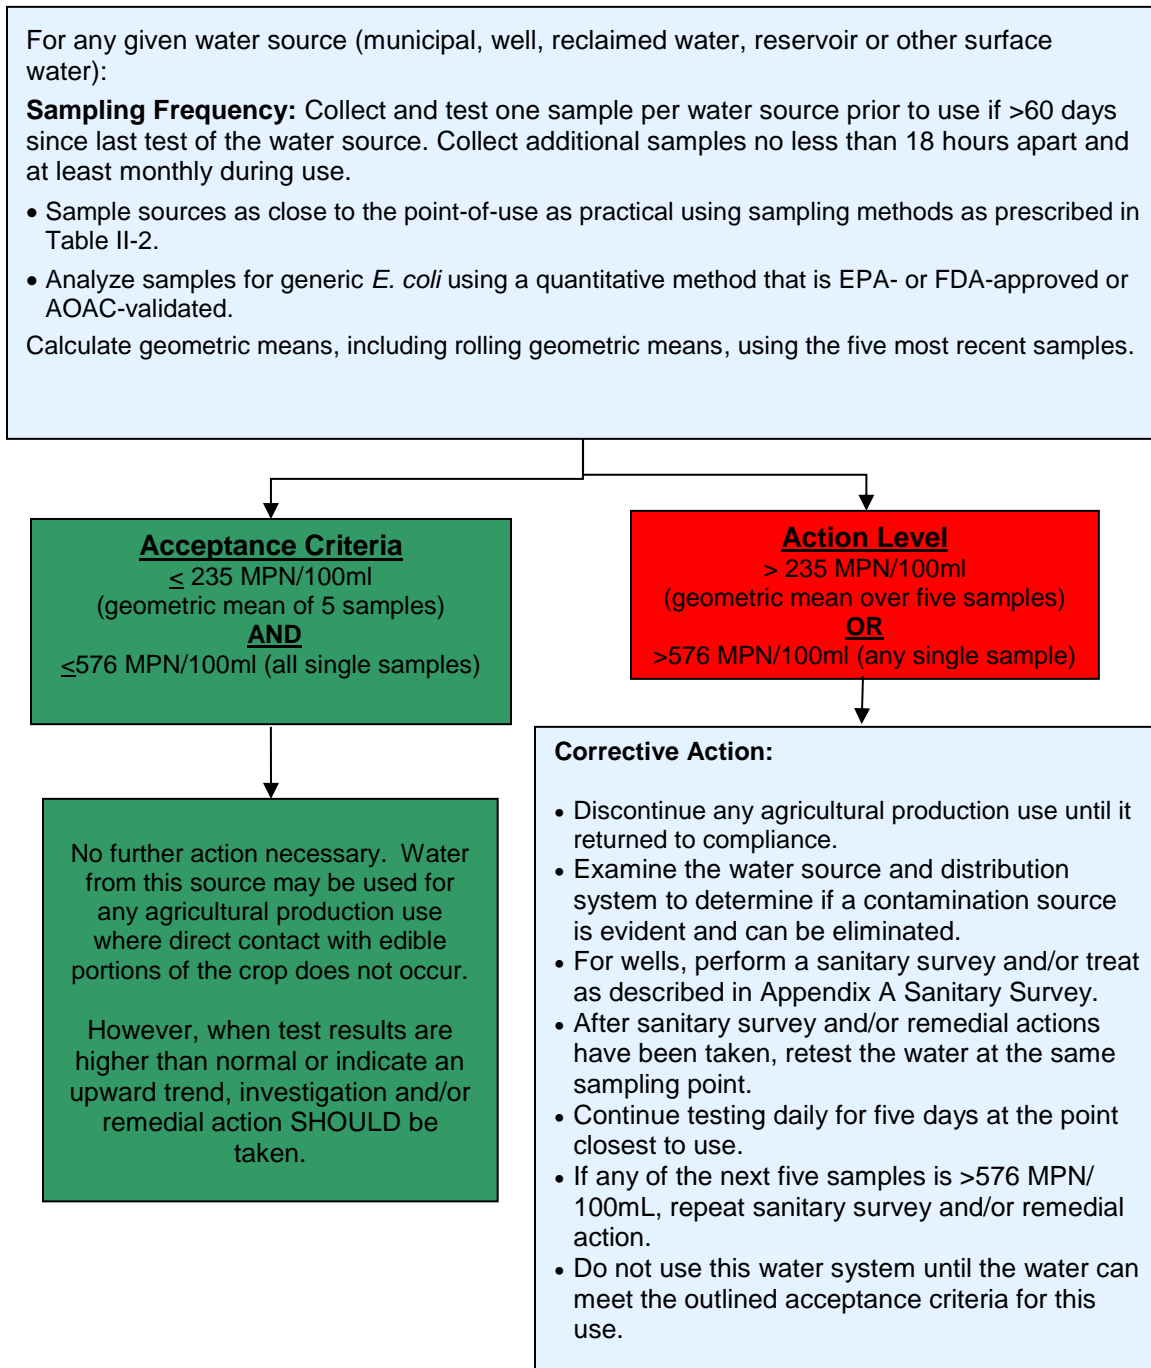 For any given water source (municipal, well, reclaimed water, reservoir or other surface
water):
Sampling Frequency: Collect and test one sample per water source prior to use if >60 days
since last test of the water source. Collect additional samples no less than 18 hours apart and
at least monthly during use.
• Sample sources as close to the point-of-use as practical using sampling methods as prescribed in
Table II-2.
• Analyze samples for generic E. coli using a quantitative method that is EPA- or FDA-approved or
AOAC-validated.
Calculate geometric means, including rolling geometric means, using the five most recent samples.
Acceptance Criteria
≤ 235 MPN/100ml
(geometric mean of 5 samples)
AND
≤576 MPN/100ml (all single samples)
Action Level
> 235 MPN/100ml
(geometric mean over five samples)
OR
>576 MPN/100ml (any single sample)
No further action necessary. Water
from this source may be used for
any agricultural production use
where direct contact with edible
portions of the crop does not occur.
However, when test results are
higher than normal or indicate an
upward trend, investigation and/or
remedial action SHOULD be
taken.
Corrective Action:
• Discontinue any agricultural production use until it
returned to compliance.
• Examine the water source and distribution
system to determine if a contamination source
is evident and can be eliminated.
• For wells, perform a sanitary survey and/or treat
as described in Appendix A Sanitary Survey.
• After sanitary survey and/or remedial actions
have been taken, retest the water at the same
sampling point.
• Continue testing daily for five days at the point
closest to use.
• If any of the next five samples is >576 MPN/
100mL, repeat sanitary survey and/or remedial
action.
• Do not use this water system until the water can
meet the outlined acceptance criteria for this
use.